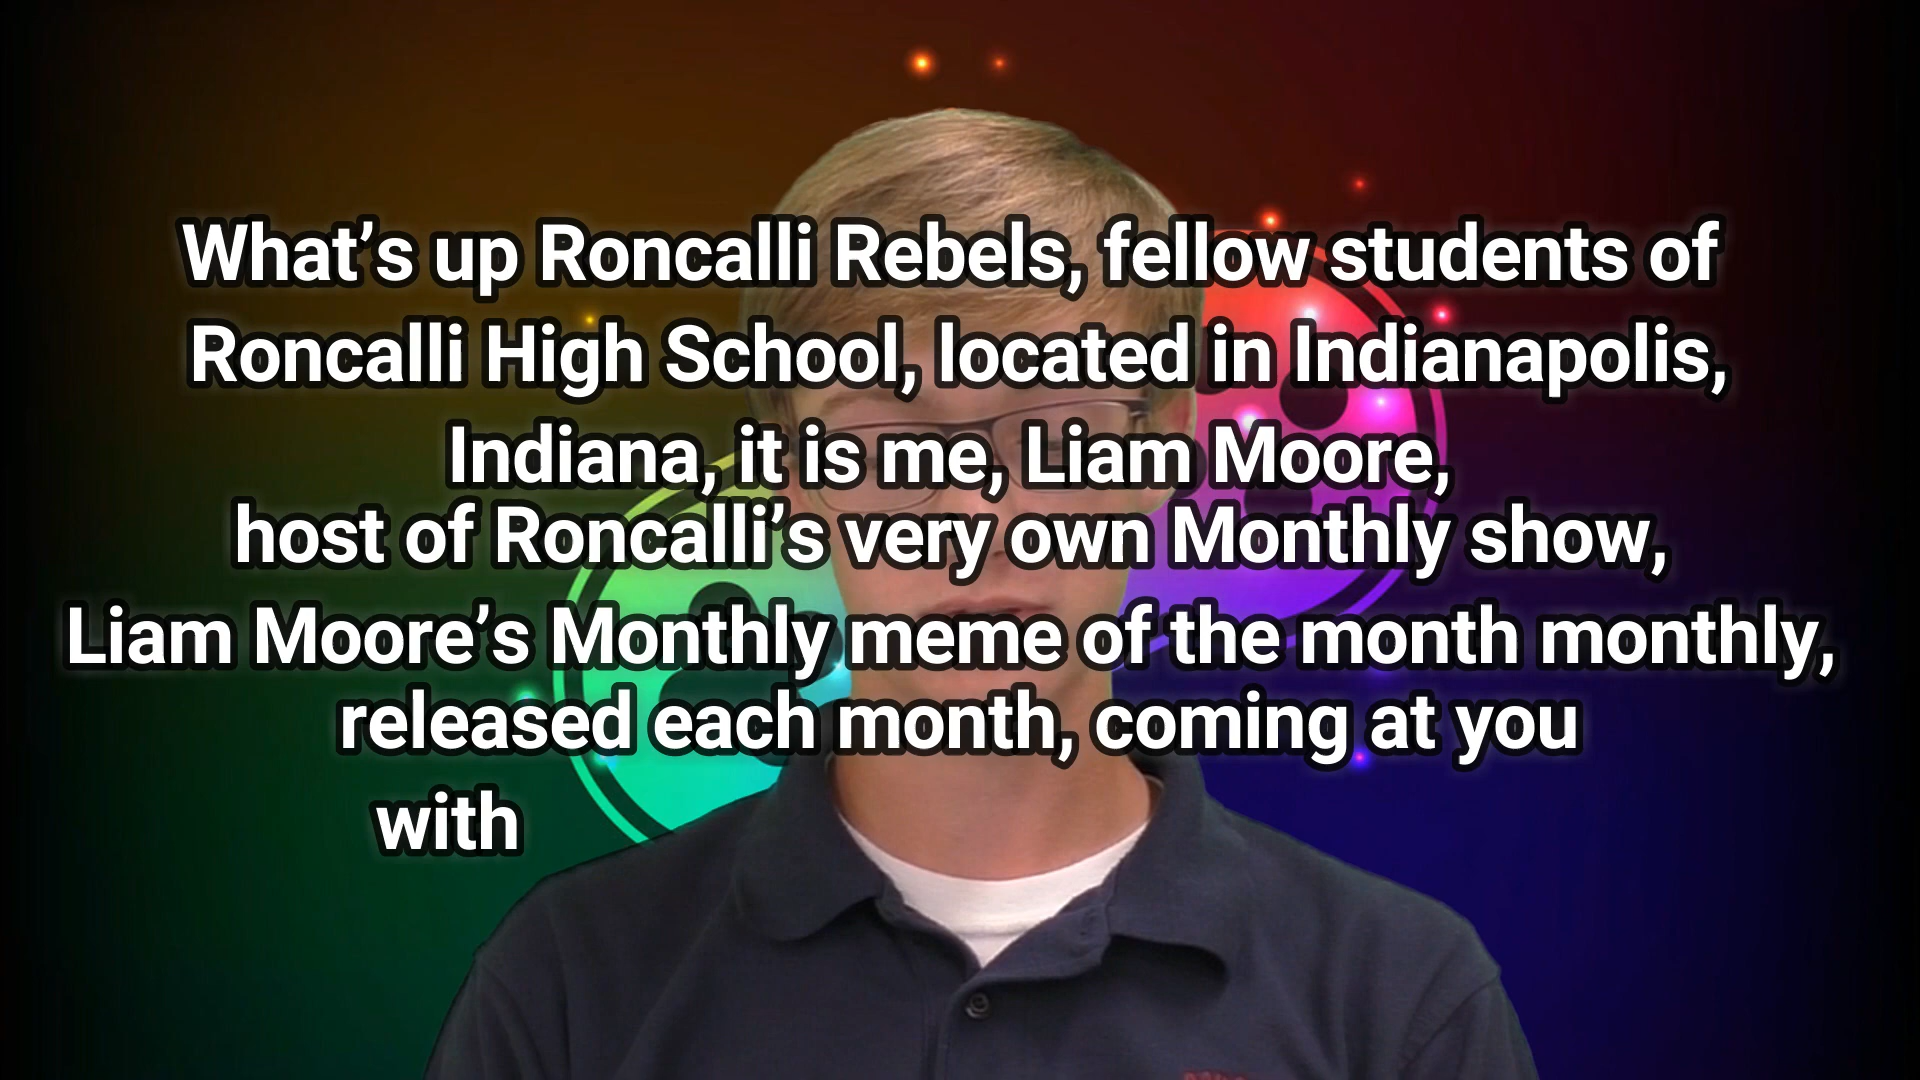 What’s up Roncalli Rebels, fellow students of
Roncalli High School, located in Indianapolis,
Indiana, it is me, Liam Moore,
host of Roncalli’s very own Monthly show,
Liam Moore’s Monthly meme of the month monthly,
released each month, coming at you
with